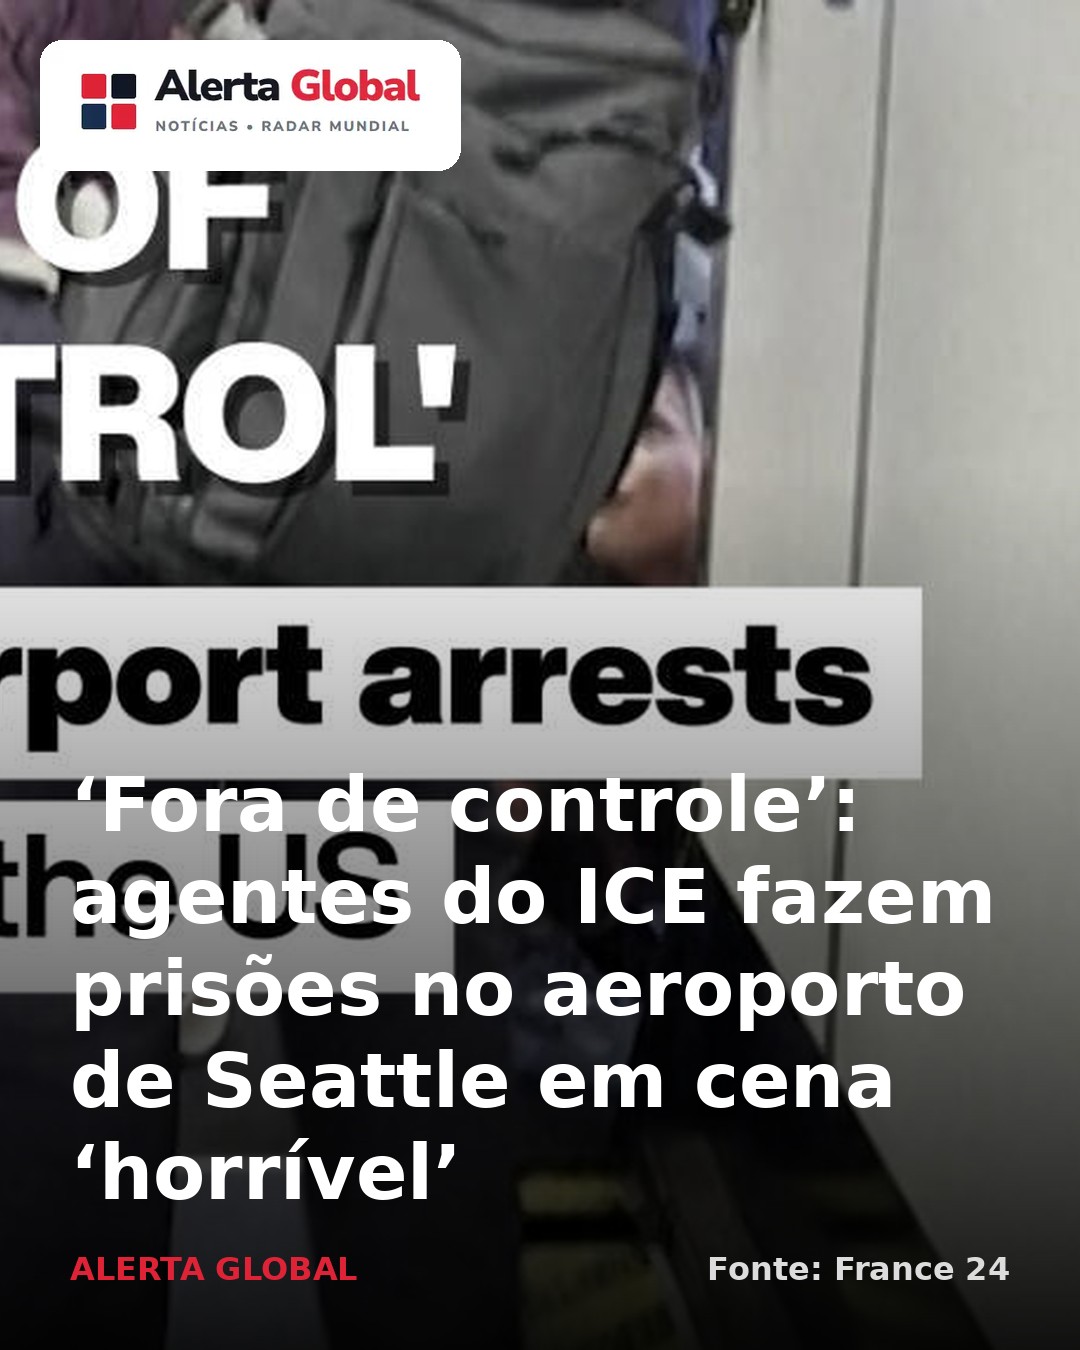 Alerta Global
NOTÍCIAS • RADAR MUNDIAL
OF
TROL'
rport arrests
the US
‘Fora de controle’:
agentes do ICE fazem
prisões no aeroporto
de Seattle em cena
‘horrível’
ALERTA GLOBAL
Fonte: France 24